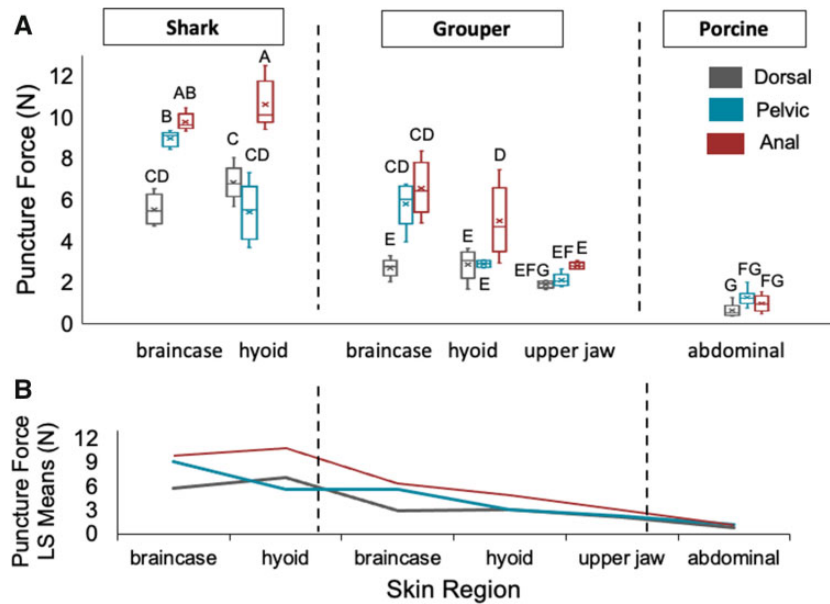 A
Shark
Grouper
Porcine
Puncture Force (N)
12
10
8
6
4
2
0
CD
B
AB
C
CD
A
E
CD
CD
E
E
D
EFG
EF
E
G
FG
FG
Dorsal
Pelvic
Anal
braincase
hyoid
braincase
hyoid
upper jaw
abdominal
B
Puncture Force
LS Means (N)
12
9
6
3
0
braincase
hyoid
braincase
hyoid
upper jaw
abdominal
Skin Region